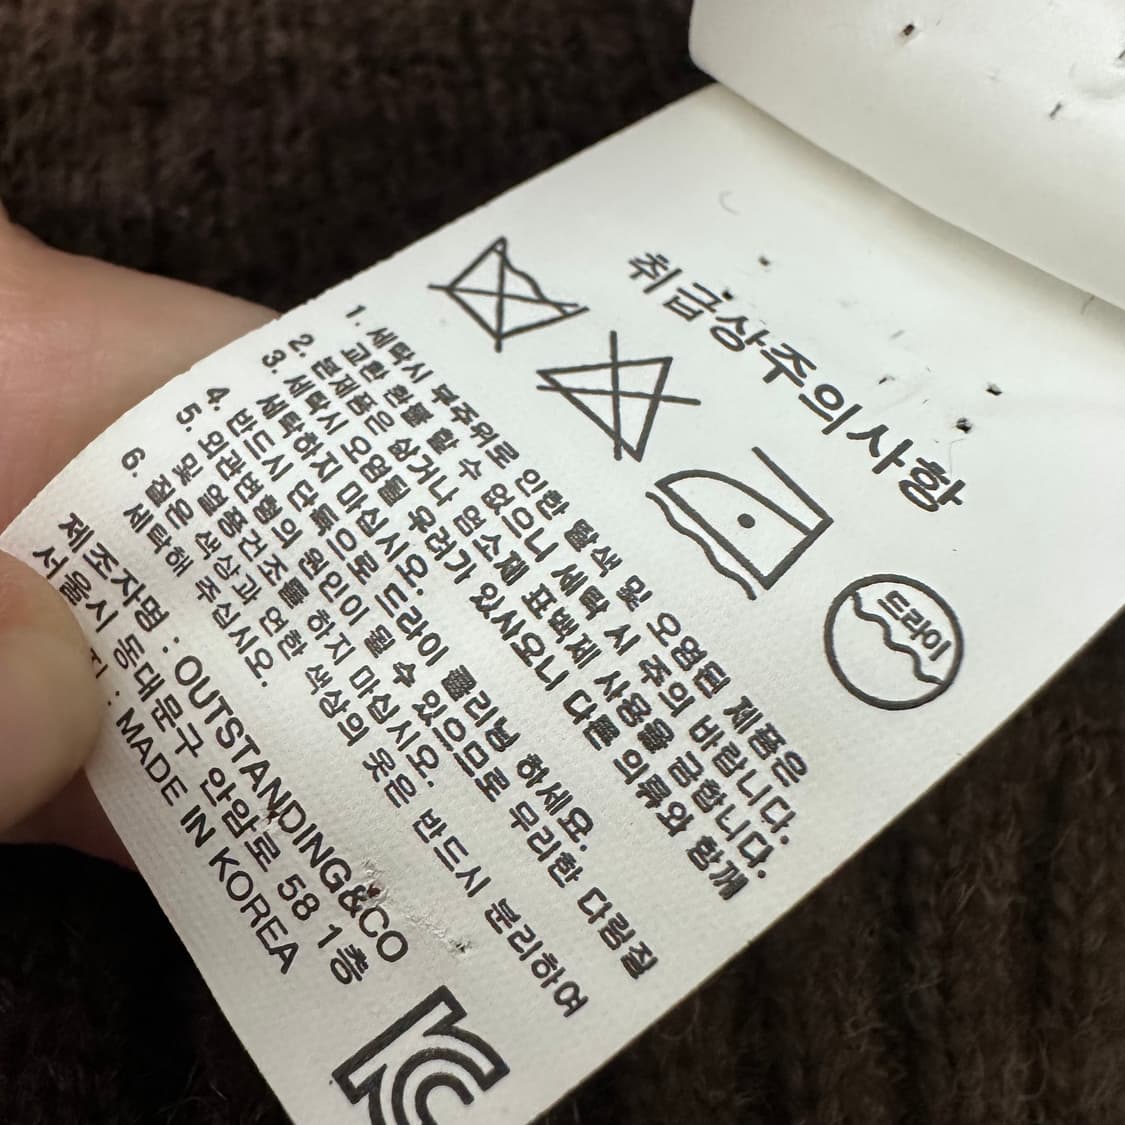 취급상주의사항
드라이
1. 세탁시 부주위로 인한 탈색 및 오염된 제품은
교환 환불 할 수 없으니 세탁 시 주의 바랍니다.
2. 본제품은 삶거나 염소제 표백제 사용을 금합니다.
3. 세탁시 오염될 우려가 있사오니 다른 의류와 함께
세탁하지 마십시오.
4. 반드시 단독으로 드라이 클리닝 하세요.
5. 외관변형의 원인이 될 수 있으므로 무리한 다림질
및 열풍건조를 하지 마십시오.
6. 짙은 색상과 연한 색상의 옷은 반드시 분리하여
세탁해 주십시오.
제조자명 : OUTSTANDING&CO
서울시 동대문구 안암로 58 1층
: MADE IN KOREA